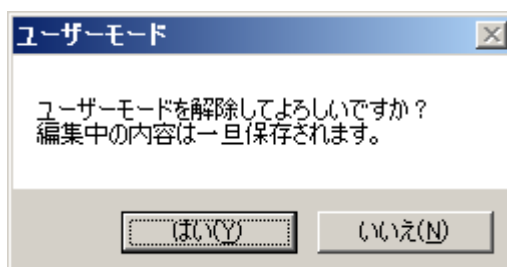 ユーザーモード
ユーザーモードを解除してよろしいですか？
編集中の内容は一旦保存されます。
はい(Y)
いいえ(N)